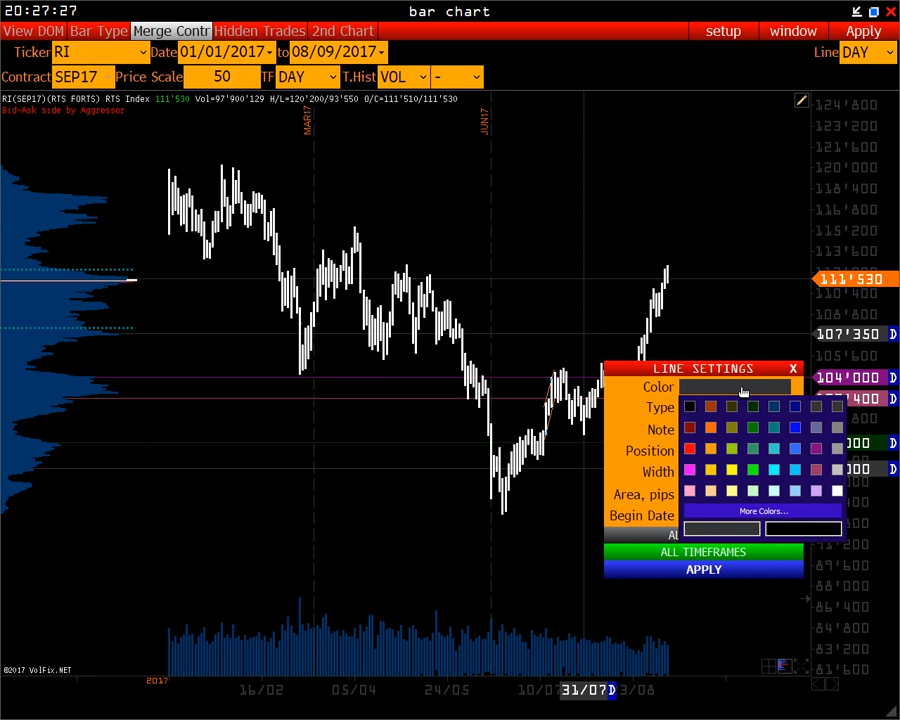 20:27:27 bar chart
View DOM Bar Type Merge Contr Hidden Trades 2nd Chart setup window Apply
Ticker RI Date 01/01/2017 to 08/09/2017 Line DAY
Contract SEP17 Price Scale 50 TF DAY T.Hist VOL -
RI(SEP17)(RTS FORTS) RTS Index 111'530 Vol=97'900'129 H/L=120'200/93'550 O/C=111'510/111'530
Bid-Ask side by Aggressor
MAR17
JUN17
124'800
123'200
121'600
120'000
118'400
116'800
115'200
113'600
111'530
110'400
108'800
107'350 D
105'600
104'000 D
400 D
000 D
000 D
LINE SETTINGS X
Color
Type
Note
Position
Width
Area, pips
Begin Date
More Colors...
ALL TIMEFRAMES
APPLY
91'200
89'600
88'000
86'400
84'800
83'200
81'600
©2017 VolFix.NET
2017
16/02 05/04 24/05 10/07 31/07 D 3/08